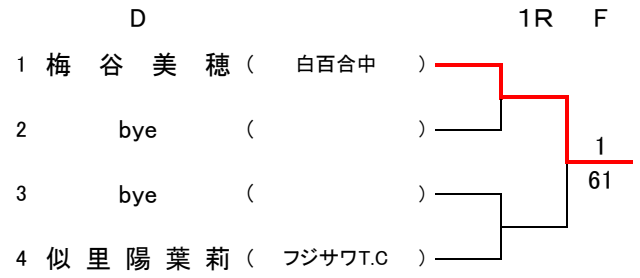 D 1R F
1 梅 谷 美 穂 ( 白百合中 )
2 bye ( )
1
3 bye ( )
61
4 似 里 陽 葉 莉 ( フジサワT.C )